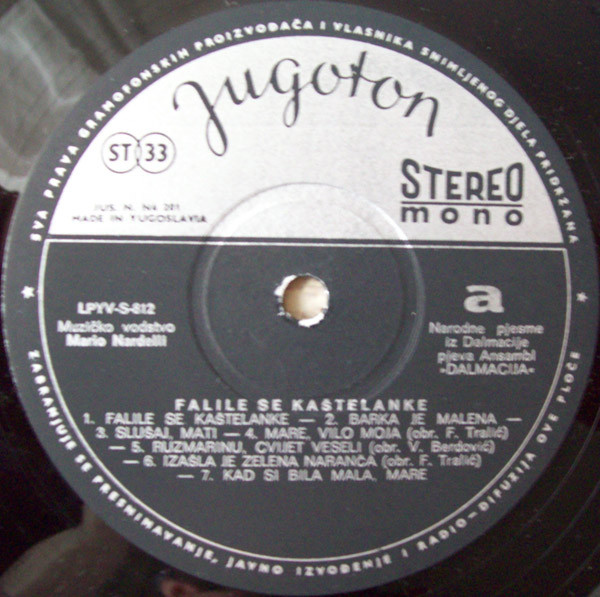 SVA PRAVA GRAMOFONSKIH PROIZVOĐAČA I VLASNIKA SNIMLJENOG DJELA PRIDRŽANA
Jugoton
ST 33
STEREO
mono
JUS. N. N4. 201
MADE IN YUGOSLAVIA
LPYV-S-812
Muzičko vodstvo
Mario Nardelli
a
Narodne pjesme
iz Dalmacije
pjeva Ansambl
»DALMACIJA«
FALILE SE KAŠTELANKE
1. FALILE SE KAŠTELANKE — 2. BARKA JE MALENA —
3. SLUŠAJ, MATI — 4. MARE, VILO MOJA (obr. F. Tralić)
— 5. RUZMARINU, CVIJET VESELI (obr. V. Berdović)
— 6. IZAŠLA JE ZELENA NARANČA (obr. F. Tralić)
— 7. KAD SI BILA MALA, MARE
ZABRANJUJE SE PRESNIMAVANJE, JAVNO IZVOĐENJE I RADIO-DIFUZIJA OVE PLOČE